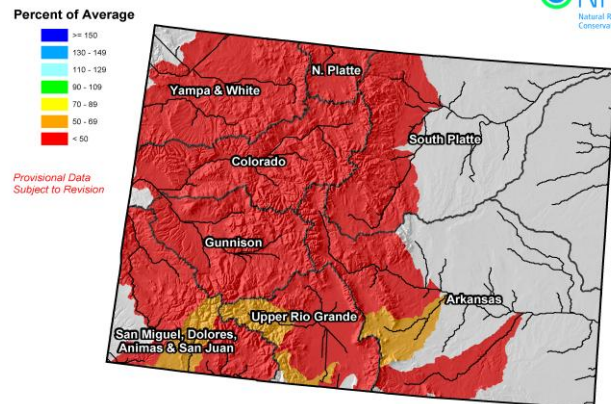 Percent of Average
>= 150
130 - 149
110 - 129
90 - 109
70 - 89
50 - 69
< 50
Provisional Data
Subject to Revision
Natural R
Conserva
N. Platte
Yampa & White
South Platte
Colorado
Gunnison
Arkansas
Upper Rio Grande
San Miguel, Dolores,
Animas & San Juan